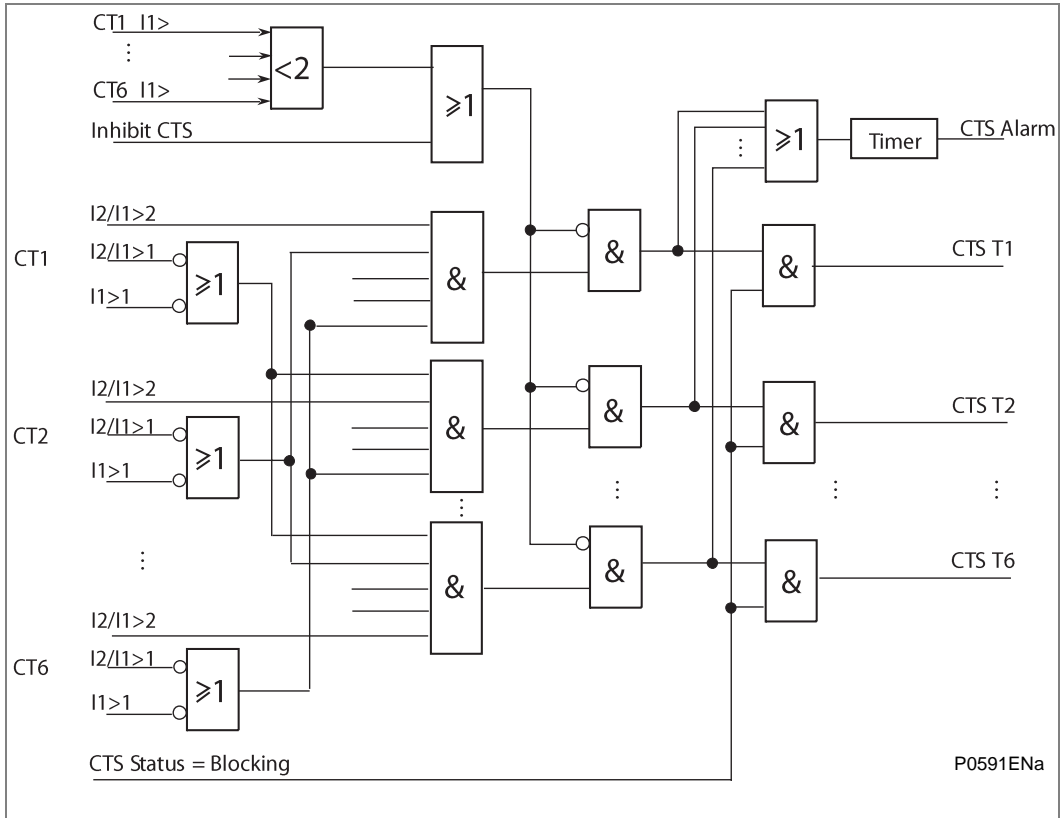 CT1 I1>
⋮
CT6 I1>
<2
Inhibit CTS
⩾1
⩾1
Timer
CTS Alarm
CT1
I2/I1>2
I2/I1>1
I1>1
⩾1
&
&
&
CTS T1
CT2
I2/I1>2
I2/I1>1
I1>1
⩾1
&
&
&
CTS T2
⋮
⋮
⋮
⋮
⋮
⋮
CT6
I2/I1>2
I2/I1>1
I1>1
⩾1
&
&
&
CTS T6
CTS Status = Blocking
P0591ENa